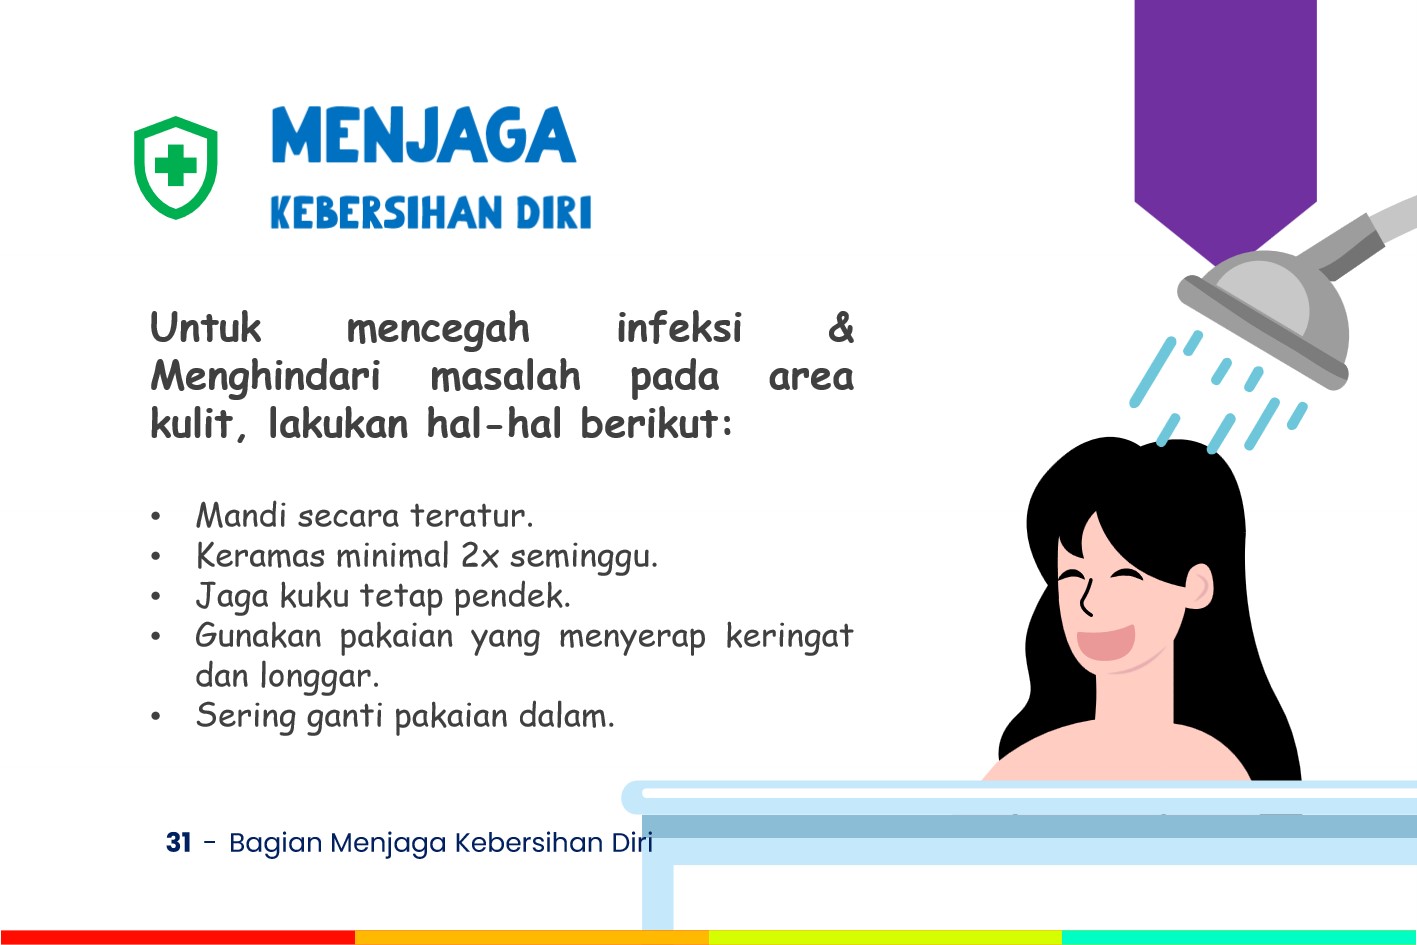 MENJAGA
KEBERSIHAN DIRI
Untuk mencegah infeksi &
Menghindari masalah pada area
kulit, lakukan hal-hal berikut:
• Mandi secara teratur.
• Keramas minimal 2x seminggu.
• Jaga kuku tetap pendek.
• Gunakan pakaian yang menyerap keringat
dan longgar.
• Sering ganti pakaian dalam.
31 - Bagian Menjaga Kebersihan Diri